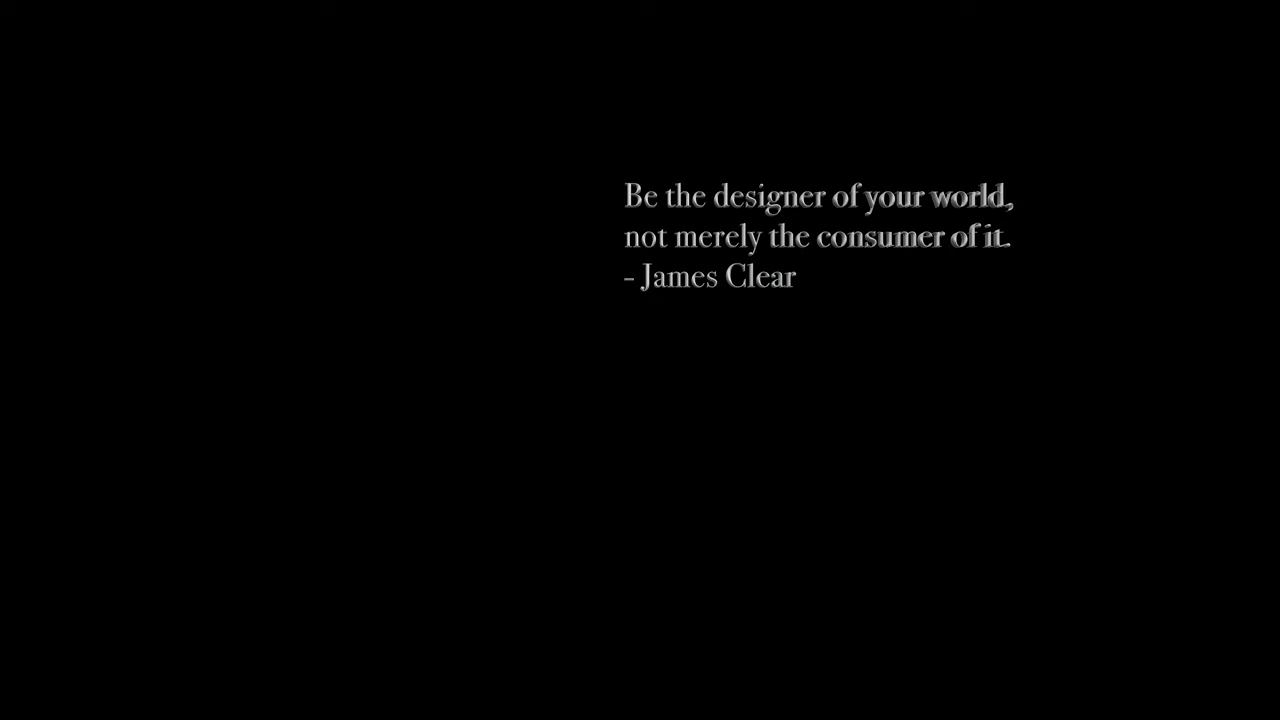 Be the designer of your world,
not merely the consumer of it.
- James Clear